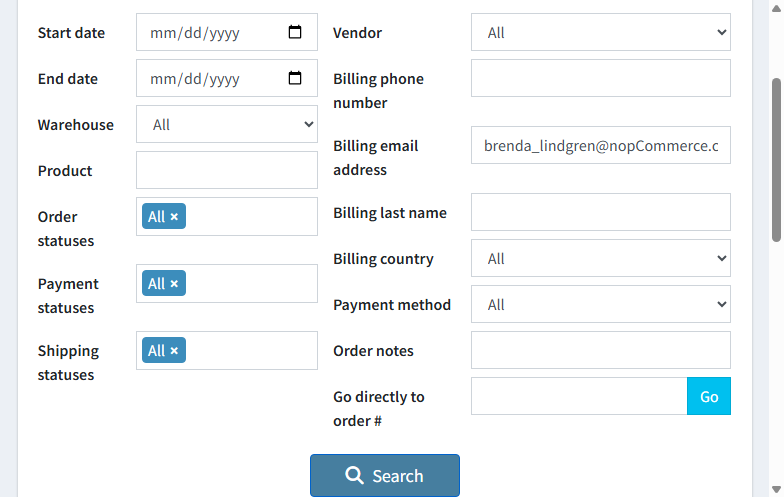 Start date
mm/dd/yyyy
End date
mm/dd/yyyy
Warehouse
All
Product
Order
statuses
All ×
Payment
statuses
All ×
Shipping
statuses
All ×
Vendor
All
Billing phone
number
Billing email
address
brenda_lindgren@nopCommerce.c
Billing last name
Billing country
All
Payment method
All
Order notes
Go directly to
order #
Go
Search